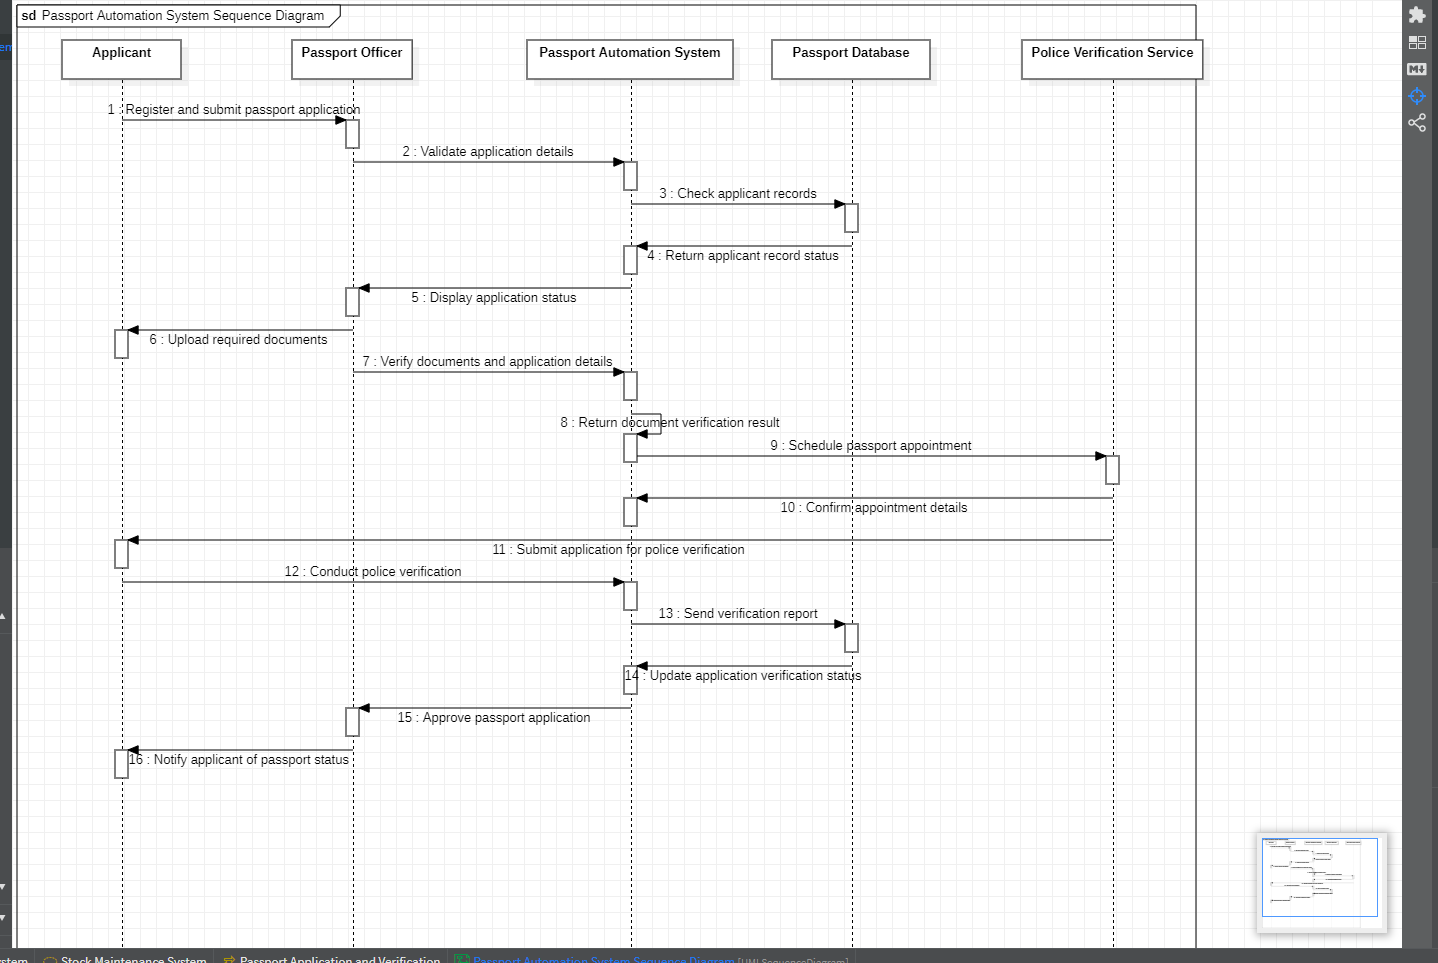 sd Passport Automation System Sequence Diagram
Applicant
Passport Officer
Passport Automation System
Passport Database
Police Verification Service
1 : Register and submit passport application
2 : Validate application details
3 : Check applicant records
4 : Return applicant record status
5 : Display application status
6 : Upload required documents
7 : Verify documents and application details
8 : Return document verification result
9 : Schedule passport appointment
10 : Confirm appointment details
11 : Submit application for police verification
12 : Conduct police verification
13 : Send verification report
14 : Update application verification status
15 : Approve passport application
16 : Notify applicant of passport status
Stock Maintenance System
Passport Application and Verification
Passport Automation System Sequence Diagram [UMLSequenceDiagram]